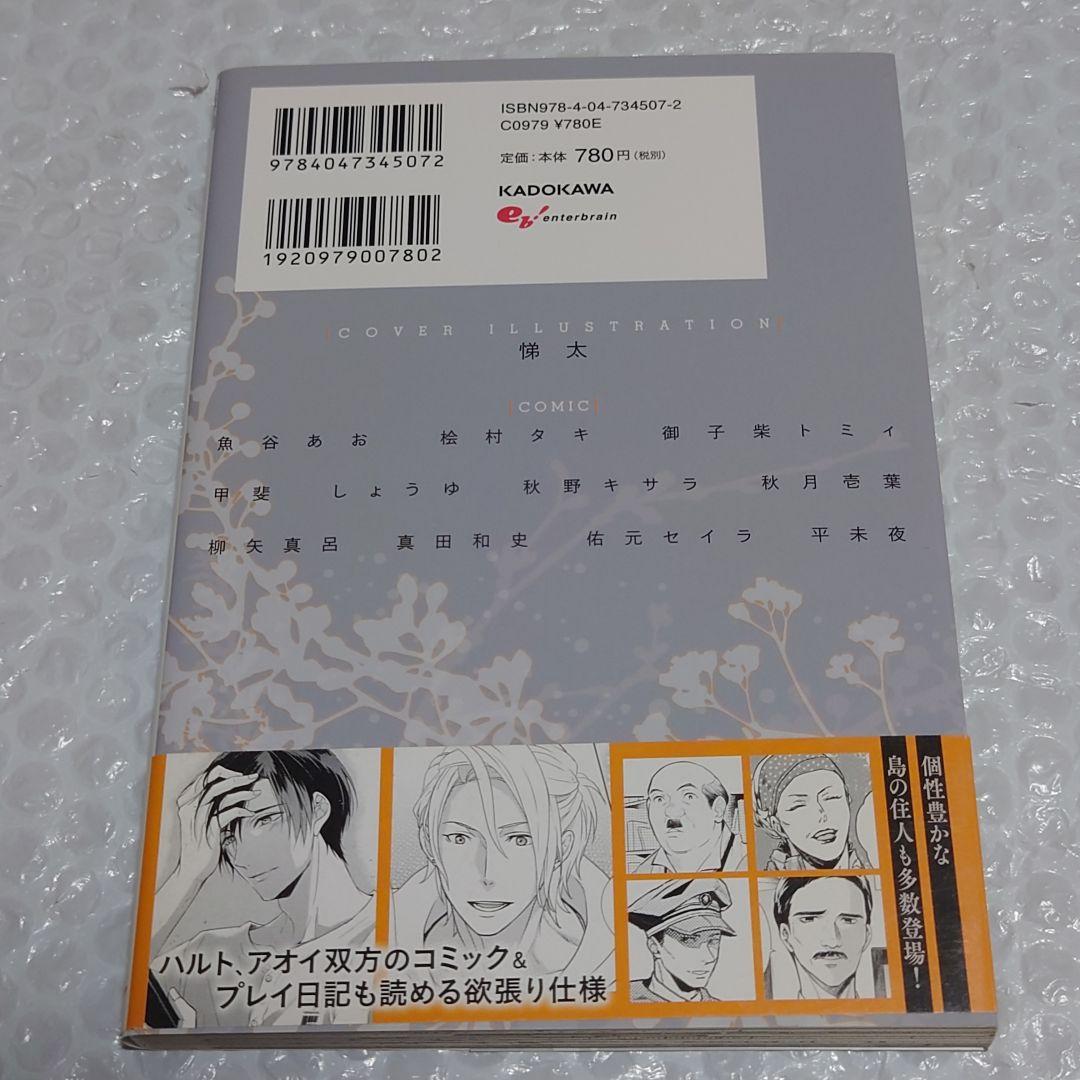 ISBN978-4-04-734507-2
C0979 ¥780E
定価：本体 780円（税別）
KADOKAWA
eb! enterbrain
9784047345072
1920979007802
COVER ILLUSTRATION
悌太
COMIC
魚谷あお 桧村タキ 御子柴トミィ
甲斐 しょうゆ 秋野キサラ 秋月壱葉
柳矢真呂 真田和史 佑元セイラ 平未夜
個性豊かな
島の住人も多数登場！
ハルト、アオイ双方のコミック&
プレイ日記も読める欲張り仕様